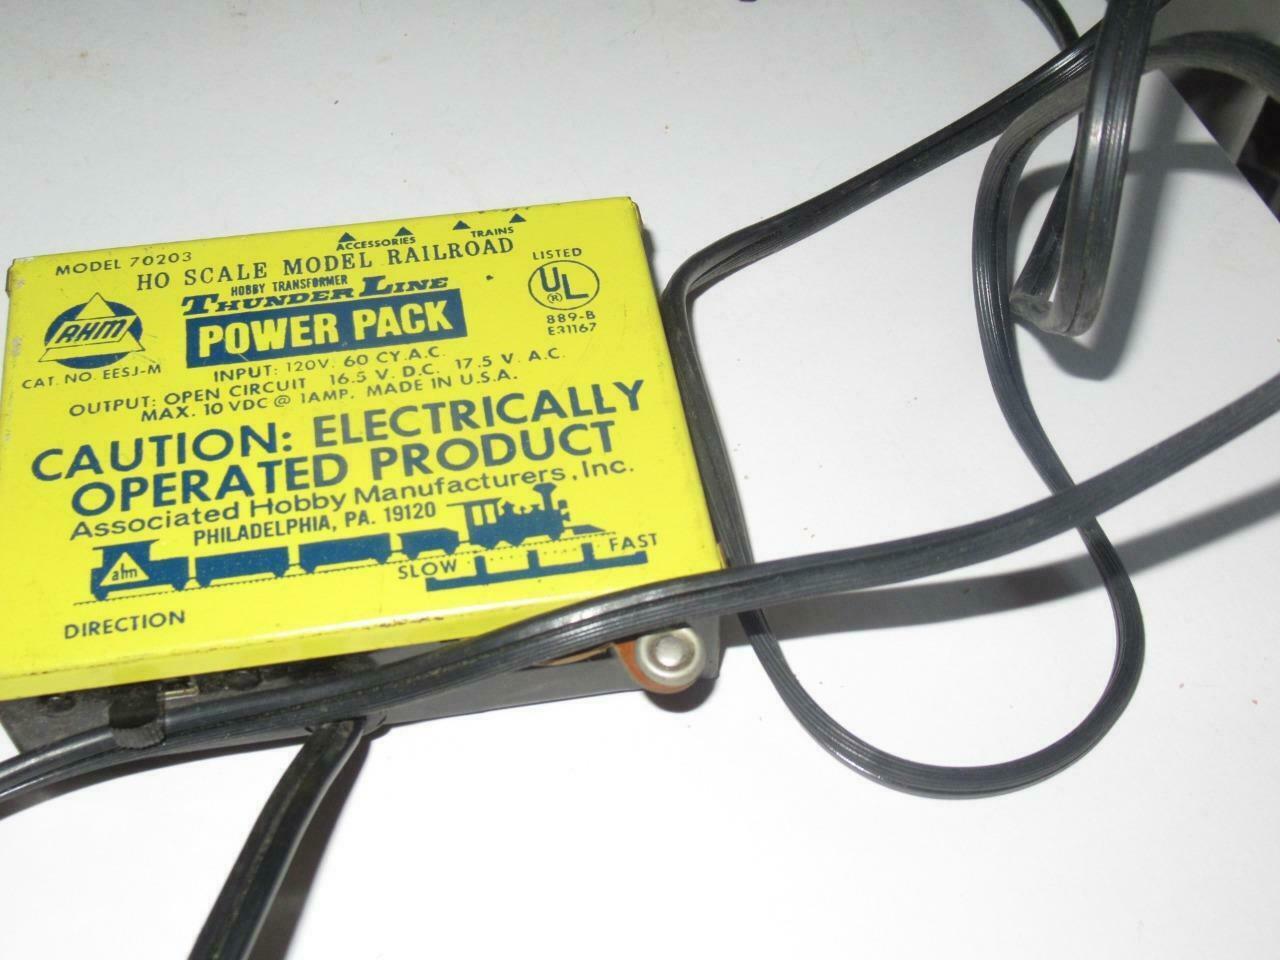 ACCESSORIES TRAINS
MODEL 70203
HO SCALE MODEL RAILROAD
HOBBY TRANSFORMER
THUNDER LINE
POWER PACK
AHM
CAT. NO. EESJ-M
LISTED
UL
®
889-B
E31167
INPUT: 120V. 60 CY A.C.
OUTPUT: OPEN CIRCUIT 16.5 V. D.C. 17.5 V. A.C.
MAX. 10 VDC @ 1AMP. MADE IN U.S.A.
CAUTION: ELECTRICALLY
OPERATED PRODUCT
Associated Hobby Manufacturers, Inc.
PHILADELPHIA, PA. 19120
ahm
SLOW FAST
DIRECTION